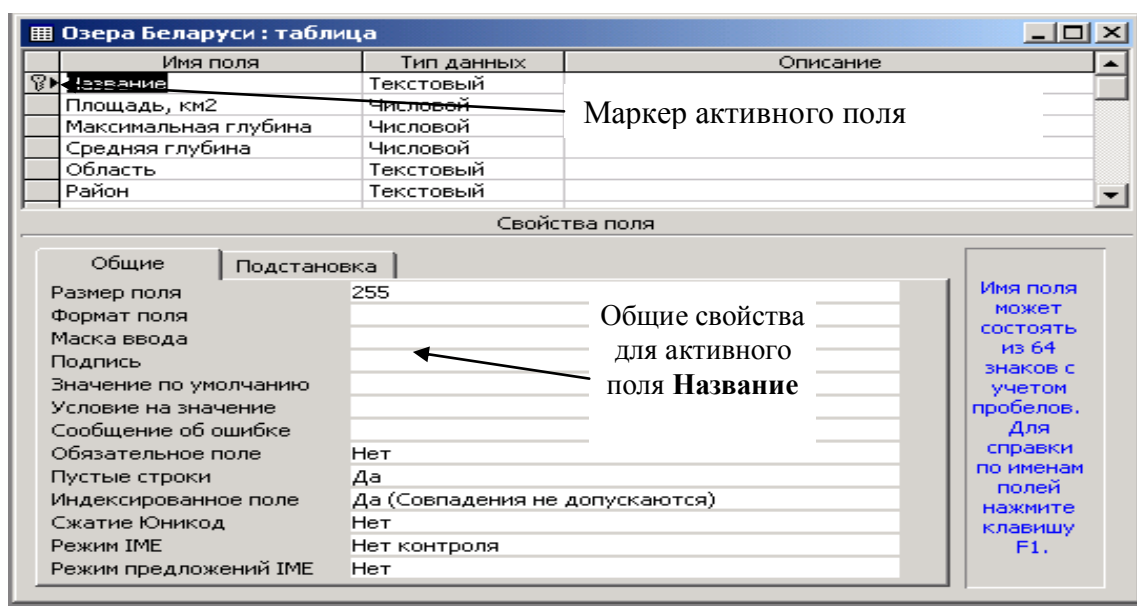 Озера Беларуси : таблица
Имя поля Тип данных Описание
Название Текстовый
Площадь, км2 Числовой
Маркер активного поля
Максимальная глубина Числовой
Средняя глубина Числовой
Область Текстовый
Район Текстовый
Свойства поля
Общие Подстановка
Размер поля 255
Формат поля
Маска ввода
Подпись
Значение по умолчанию
Условие на значение
Сообщение об ошибке
Обязательное поле Нет
Пустые строки Да
Индексированное поле Да (Совпадения не допускаются)
Сжатие Юникод Нет
Режим IME Нет контроля
Режим предложений IME Нет
Общие свойства
для активного
поля Название
Имя поля
может
состоять
из 64
знаков с
учетом
пробелов.
Для
справки
по именам
полей
нажмите
клавишу
F1.